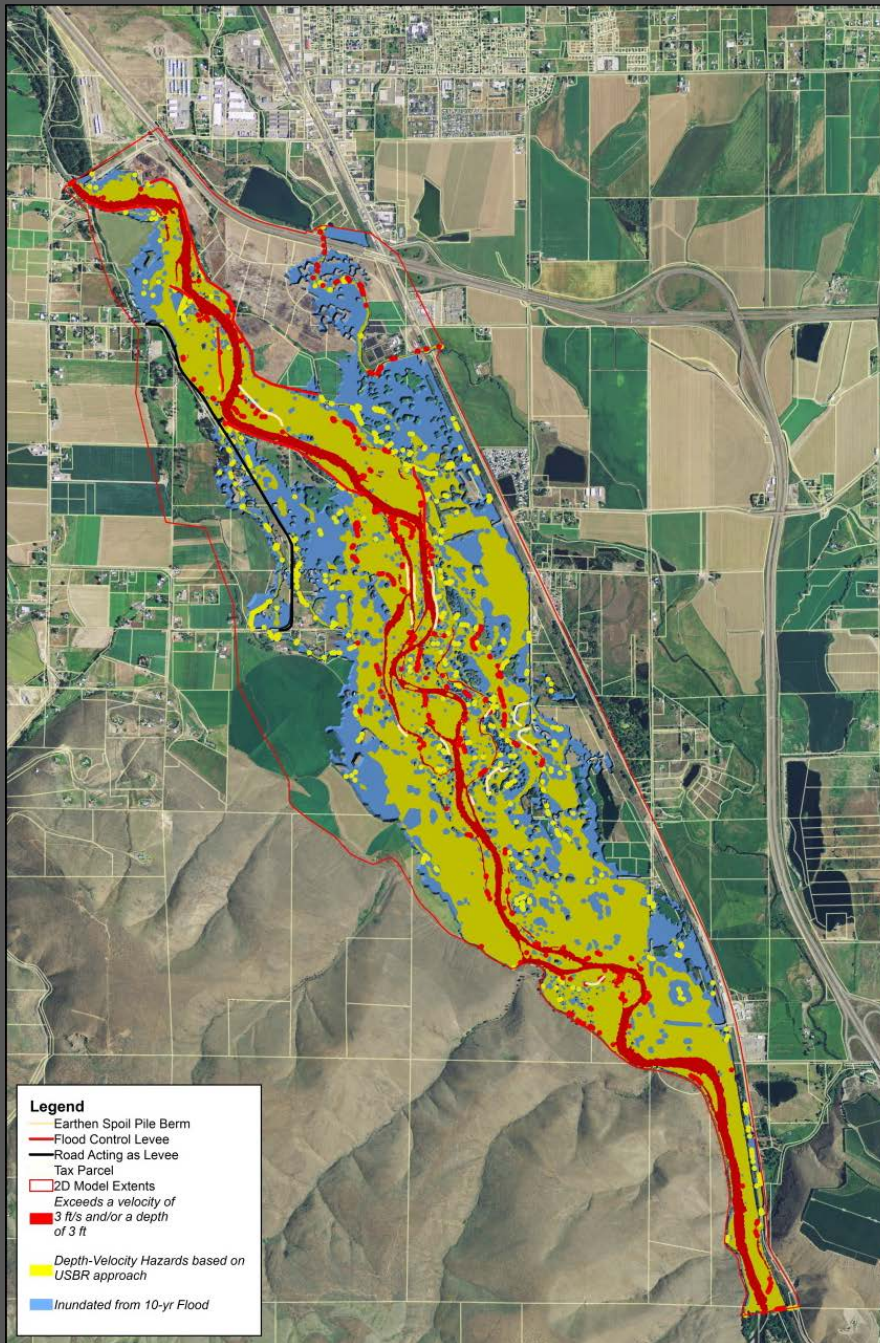 Legend
Earthen Spoil Pile Berm
Flood Control Levee
Road Acting as Levee
Tax Parcel
2D Model Extents
Exceeds a velocity of
3 ft/s and/or a depth
of 3 ft
Depth-Velocity Hazards based on
USBR approach
Inundated from 10-yr Flood